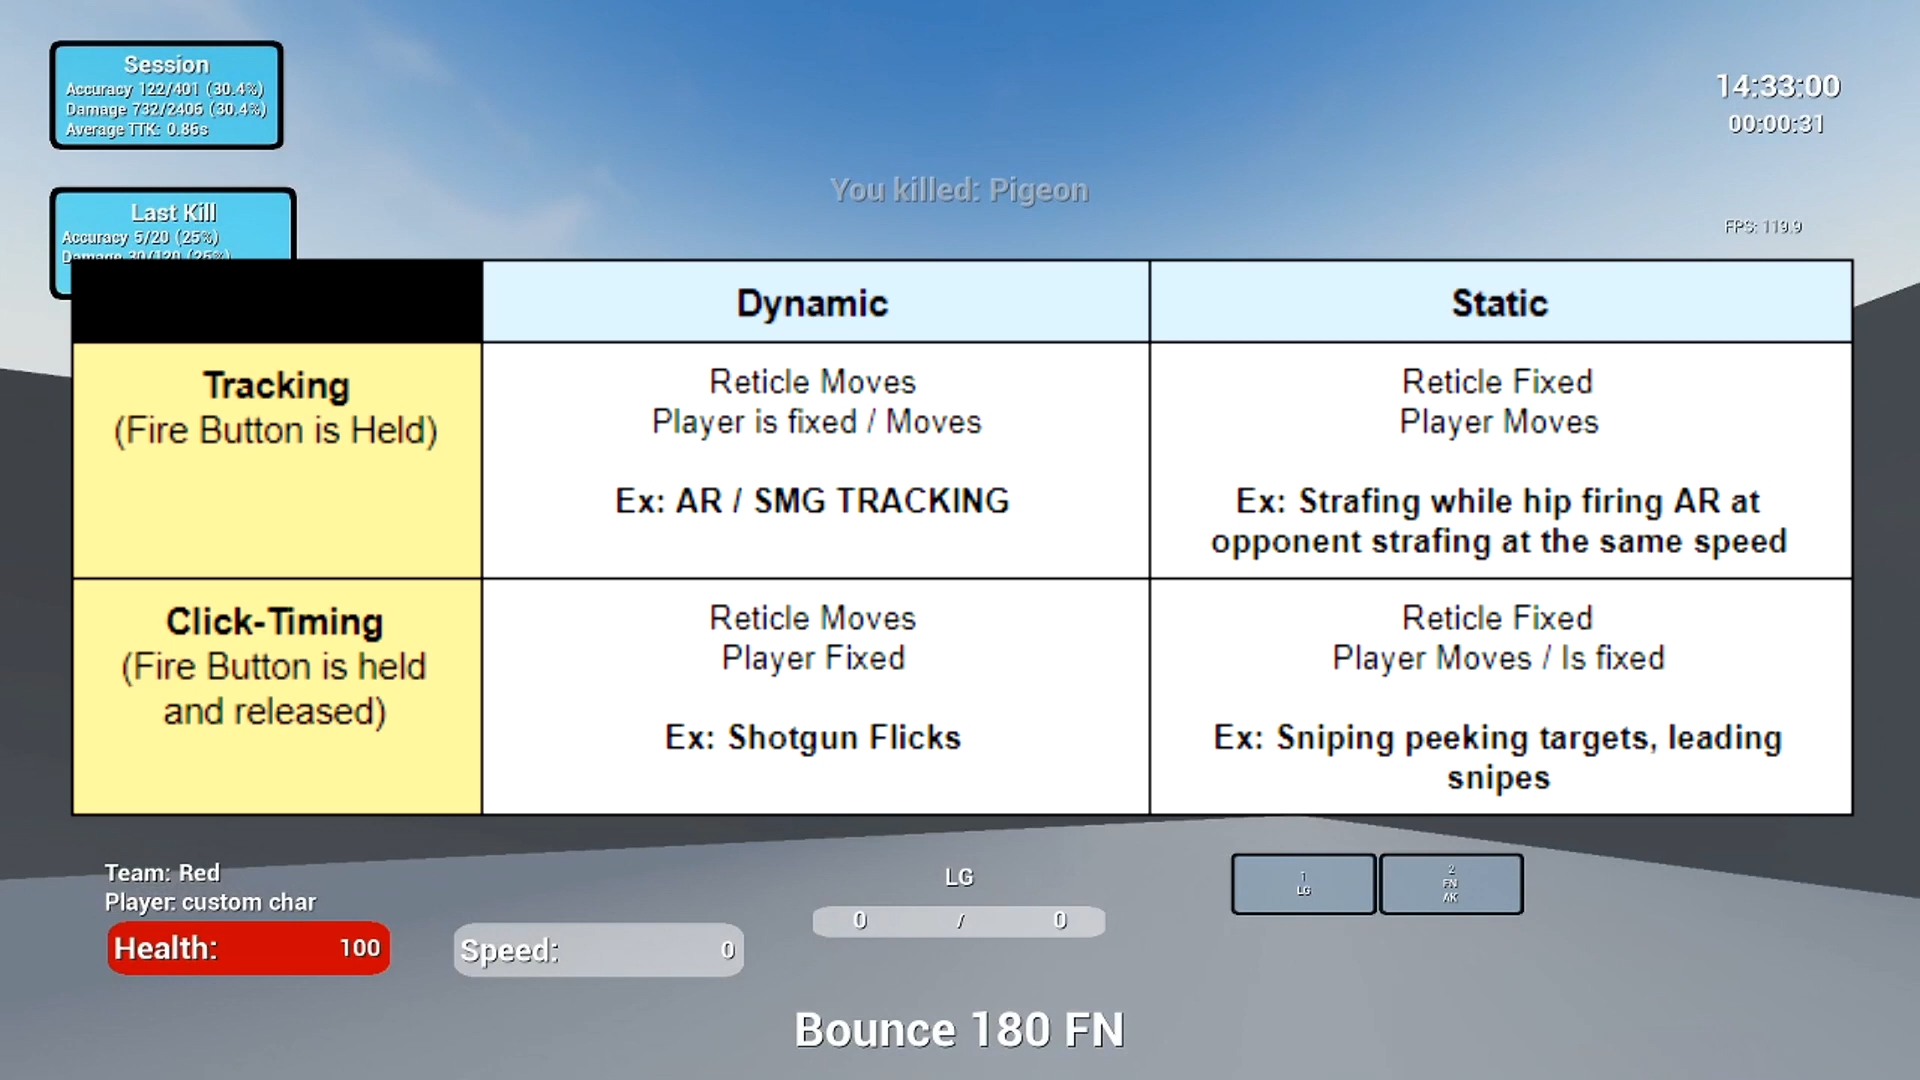 Session
Accuracy 122/401 (30.4%)
Damage 732/2406 (30.4%)
Average TTK: 0.86s
14:33:00
00:00:31
You killed: Pigeon
Last Kill
Accuracy 5/20 (25%)
Damage 30/120 (25%)
FPS: 119.9
Dynamic
Static
Tracking
(Fire Button is Held)
Reticle Moves
Player is fixed / Moves
Ex: AR / SMG TRACKING
Reticle Fixed
Player Moves
Ex: Strafing while hip firing AR at
opponent strafing at the same speed
Click-Timing
(Fire Button is held
and released)
Reticle Moves
Player Fixed
Ex: Shotgun Flicks
Reticle Fixed
Player Moves / Is fixed
Ex: Sniping peeking targets, leading
snipes
Team: Red
Player: custom char
Health: 100
Speed: 0
LG
0 / 0
1
LG
2
FN
AK
Bounce 180 FN